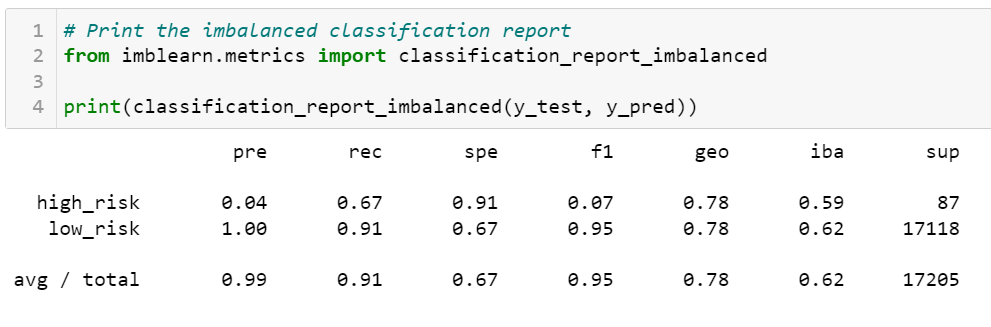 1 # Print the imbalanced classification report
2 from imblearn.metrics import classification_report_imbalanced
3
4 print(classification_report_imbalanced(y_test, y_pred))
pre rec spe f1 geo iba sup
high_risk 0.04 0.67 0.91 0.07 0.78 0.59 87
low_risk 1.00 0.91 0.67 0.95 0.78 0.62 17118
avg / total 0.99 0.91 0.67 0.95 0.78 0.62 17205